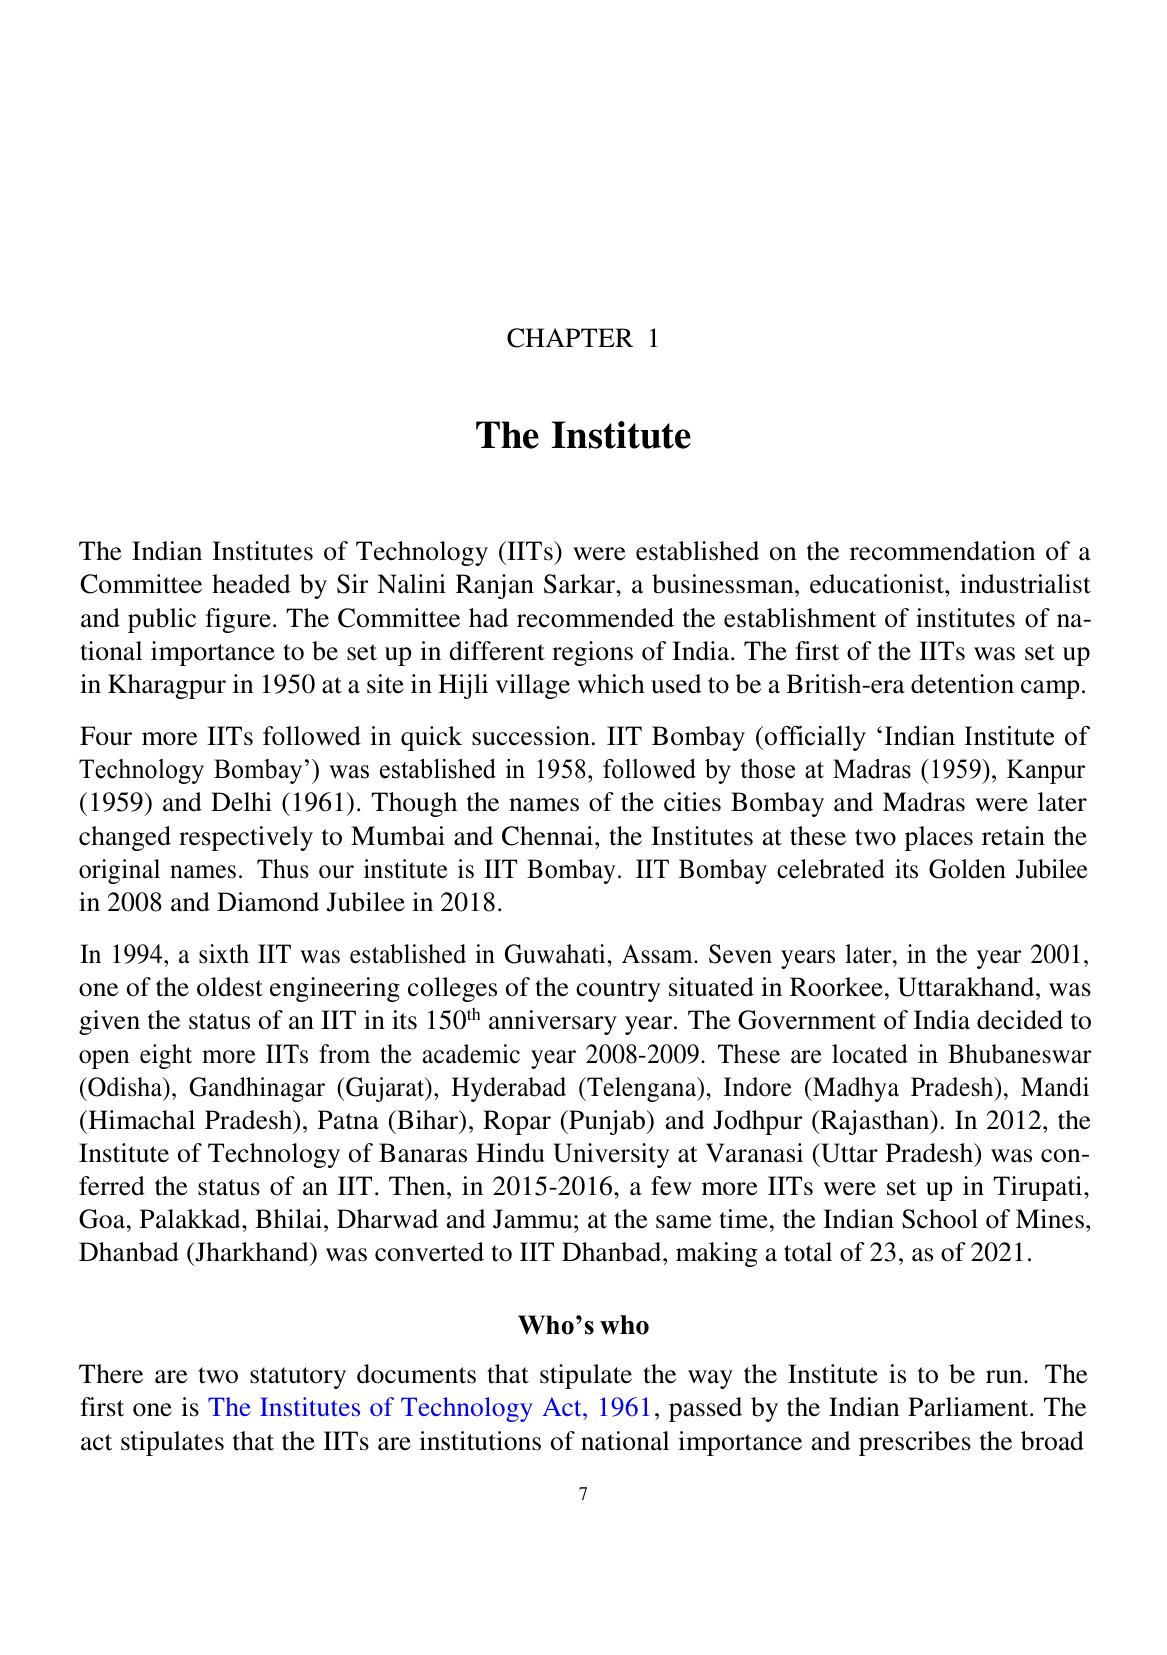 CHAPTER 1
The Institute
The Indian Institutes of Technology (IITs) were established on the recommendation of a
Committee headed by Sir Nalini Ranjan Sarkar, a businessman, educationist, industrialist
and public figure. The Committee had recommended the establishment of institutes of na-
tional importance to be set up in different regions of India. The first of the IITs was set up
in Kharagpur in 1950 at a site in Hijli village which used to be a British-era detention camp.
Four more IITs followed in quick succession. IIT Bombay (officially ‘Indian Institute of
Technology Bombay’) was established in 1958, followed by those at Madras (1959), Kanpur
(1959) and Delhi (1961). Though the names of the cities Bombay and Madras were later
changed respectively to Mumbai and Chennai, the Institutes at these two places retain the
original names. Thus our institute is IIT Bombay. IIT Bombay celebrated its Golden Jubilee
in 2008 and Diamond Jubilee in 2018.
In 1994, a sixth IIT was established in Guwahati, Assam. Seven years later, in the year 2001,
one of the oldest engineering colleges of the country situated in Roorkee, Uttarakhand, was
given the status of an IIT in its 150th anniversary year. The Government of India decided to
open eight more IITs from the academic year 2008-2009. These are located in Bhubaneswar
(Odisha), Gandhinagar (Gujarat), Hyderabad (Telengana), Indore (Madhya Pradesh), Mandi
(Himachal Pradesh), Patna (Bihar), Ropar (Punjab) and Jodhpur (Rajasthan). In 2012, the
Institute of Technology of Banaras Hindu University at Varanasi (Uttar Pradesh) was con-
ferred the status of an IIT. Then, in 2015-2016, a few more IITs were set up in Tirupati,
Goa, Palakkad, Bhilai, Dharwad and Jammu; at the same time, the Indian School of Mines,
Dhanbad (Jharkhand) was converted to IIT Dhanbad, making a total of 23, as of 2021.
Who’s who
There are two statutory documents that stipulate the way the Institute is to be run. The
first one is The Institutes of Technology Act, 1961, passed by the Indian Parliament. The
act stipulates that the IITs are institutions of national importance and prescribes the broad
7